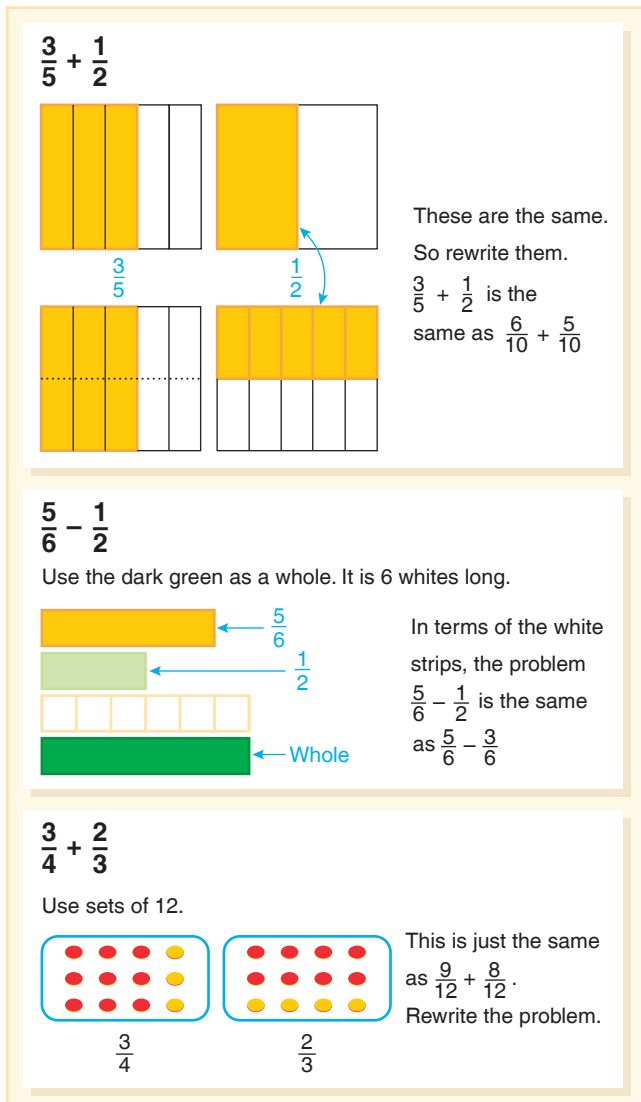 3/5 + 1/2
3/5
1/2
These are the same.
So rewrite them.
3/5 + 1/2 is the
same as 6/10 + 5/10
5/6 – 1/2
Use the dark green as a whole. It is 6 whites long.
5/6
1/2
Whole
In terms of the white
strips, the problem
5/6 – 1/2 is the same
as 5/6 – 3/6
3/4 + 2/3
Use sets of 12.
3/4
2/3
This is just the same
as 9/12 + 8/12 .
Rewrite the problem.